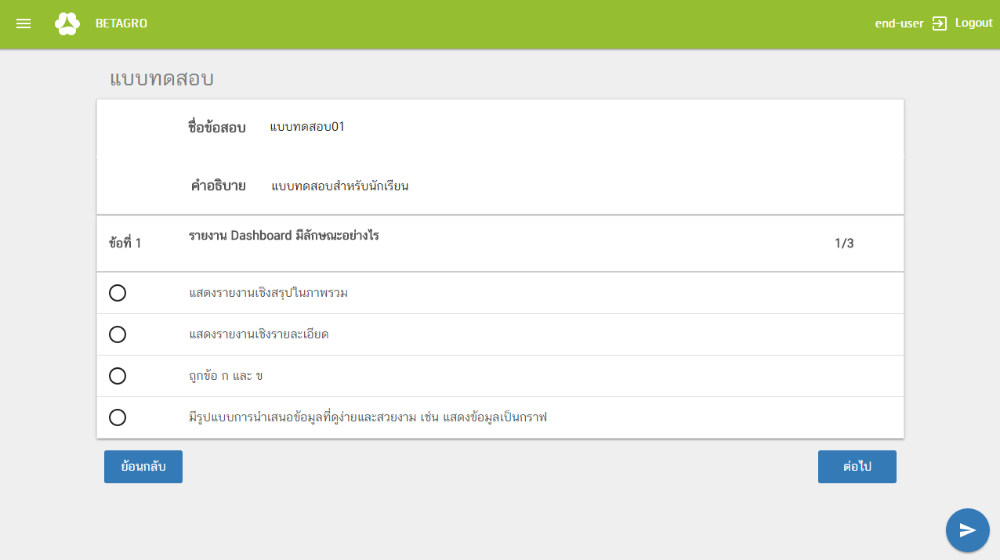 BETAGRO
end-user Logout
แบบทดสอบ
ชื่อข้อสอบ แบบทดสอบ01
คำอธิบาย แบบทดสอบสำหรับนักเรียน
ข้อที่ 1 รายงาน Dashboard มีลักษณะอย่างไร 1/3
แสดงรายงานเชิงสรุปในภาพรวม
แสดงรายงานเชิงรายละเอียด
ถูกข้อ ก และ ข
มีรูปแบบการนำเสนอข้อมูลที่ดูง่ายและสวยงาม เช่น แสดงข้อมูลเป็นกราฟ
ย้อนกลับ ต่อไป